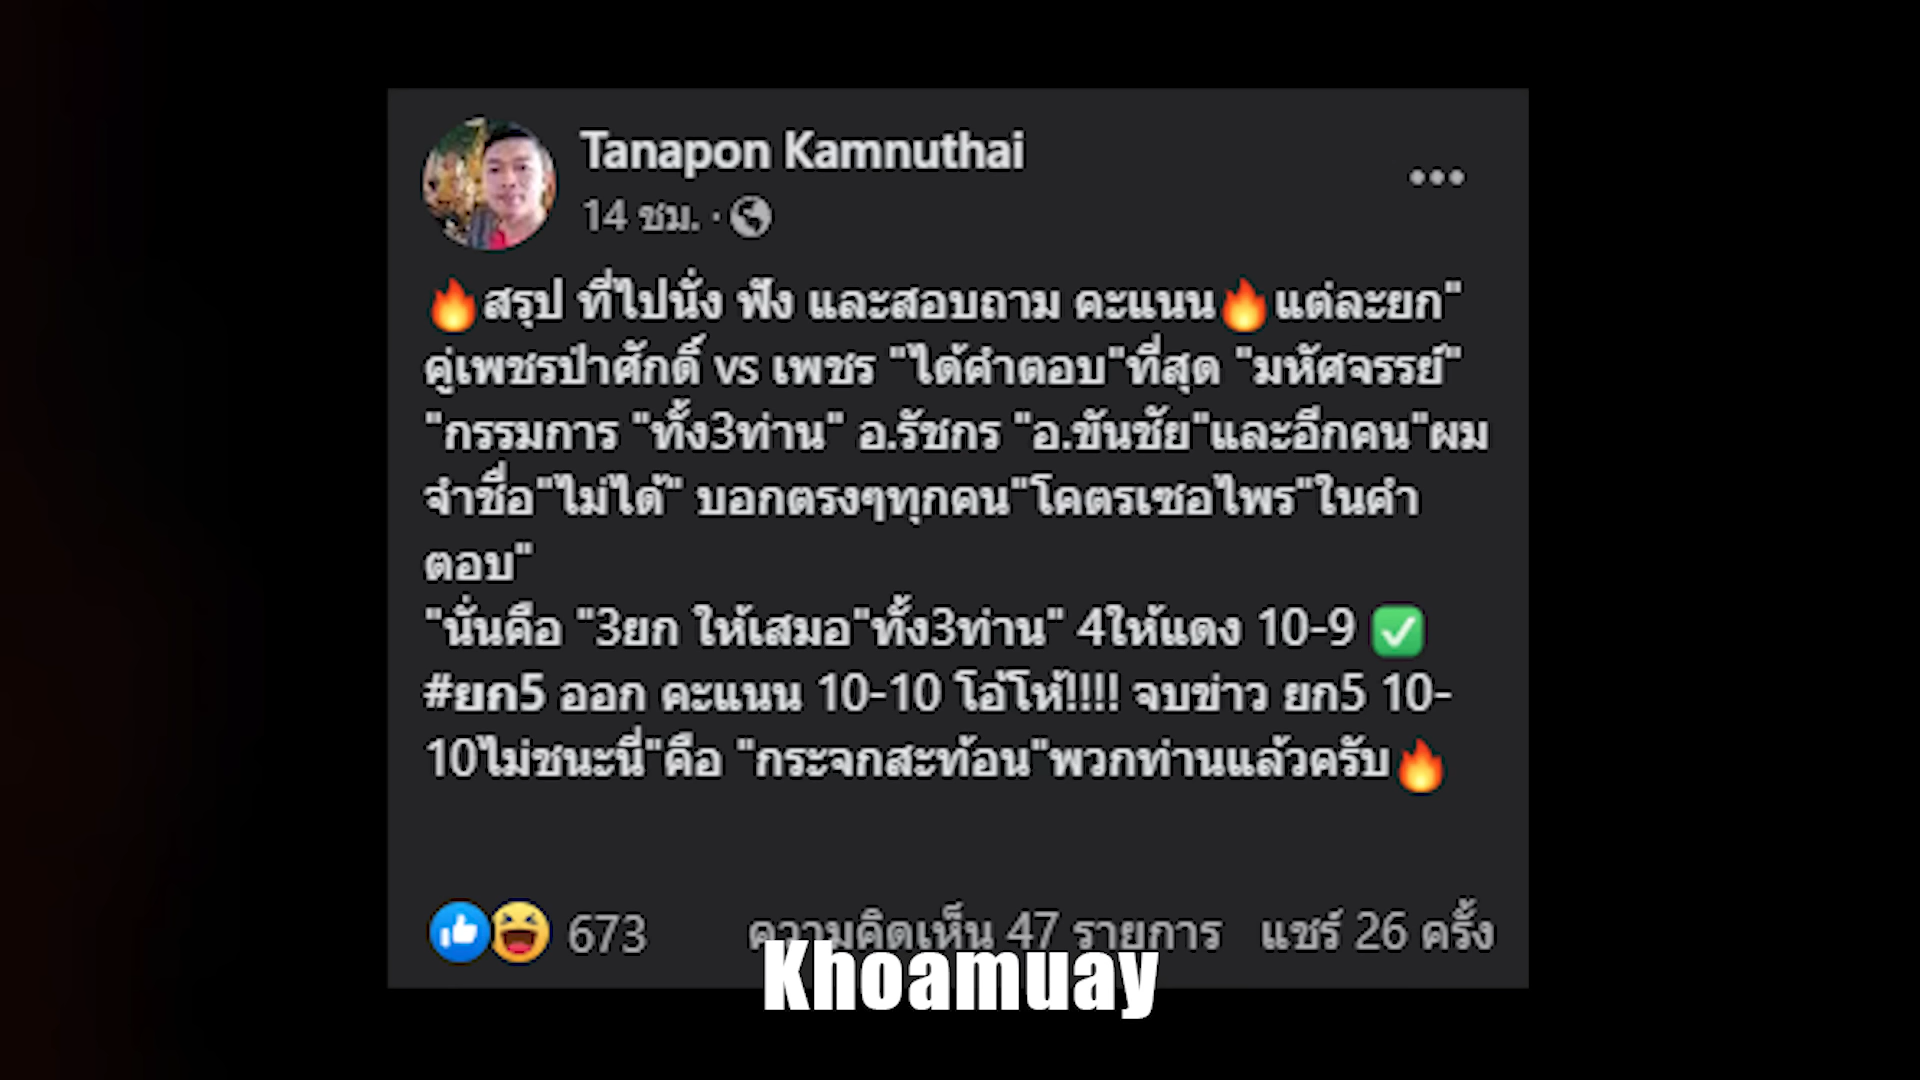 Tanapon Kamnuthai
14 ชม. ·
🔥สรุป ที่ไปนั่ง ฟัง และสอบถาม คะแนน🔥แต่ละยก"
คู่เพชรป่าศักดิ์ vs เพชร "ได้คำตอบ"ที่สุด "มหัศจรรย์"
"กรรมการ "ทั้ง3ท่าน" อ.รัชกร "อ.ขันชัย"และอีกคน"ผม
จำชื่อ"ไม่ได้" บอกตรงๆทุกคน"โคตรเซอไพร"ในคำ
ตอบ"
"นั่นคือ "3ยก ให้เสมอ"ทั้ง3ท่าน" 4ให้แดง 10-9 ✅
#ยก5 ออก คะแนน 10-10 โอ้โห้!!!! จบข่าว ยก5 10-
10ไม่ชนะนี่"คือ "กระจกสะท้อน"พวกท่านแล้วครับ🔥
673 ความคิดเห็น 47 รายการ แชร์ 26 ครั้ง
Khoamuay